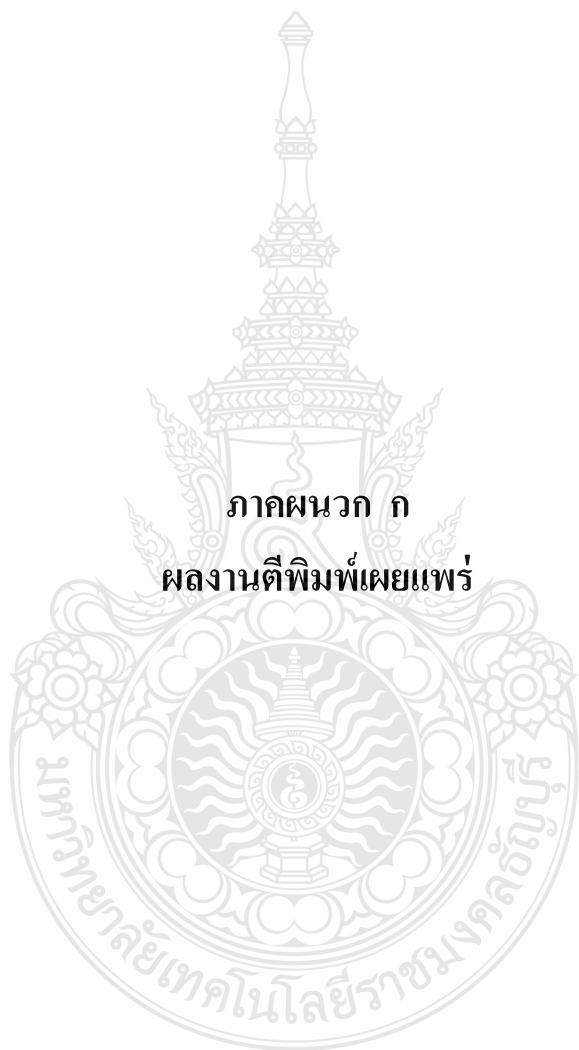 ภาคผนวก ก
ผลงานตีพิมพ์เผยแพร่
มหาวิทยาลัยเทคโนโลยีราชมงคลธัญบุรี